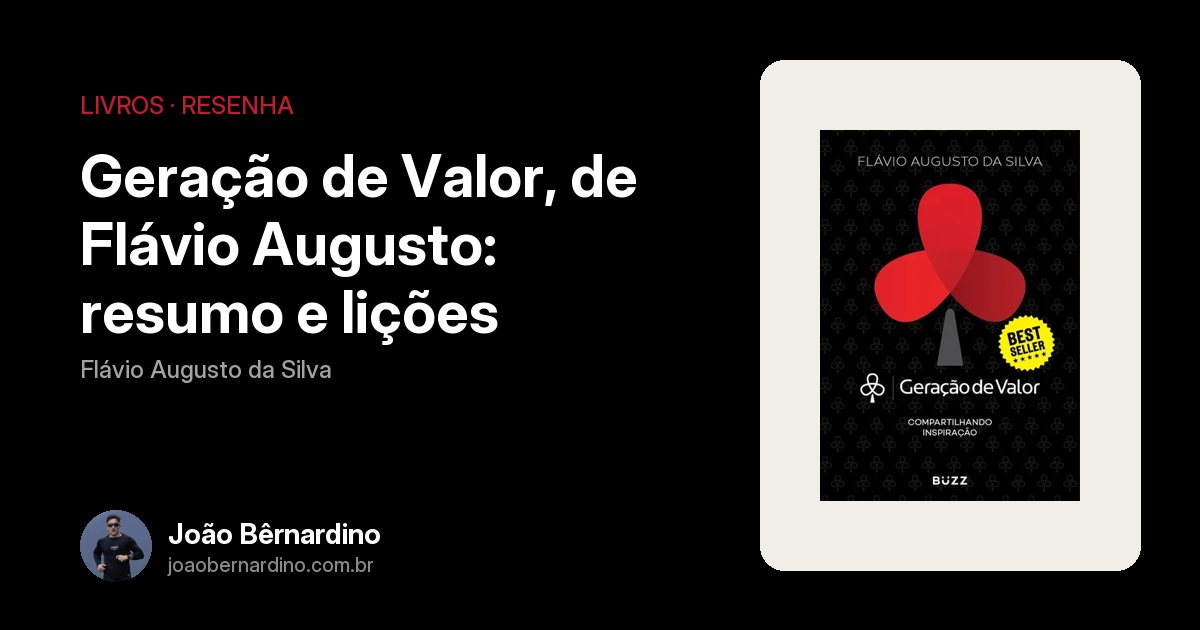 LIVROS · RESENHA
Geração de Valor, de
Flávio Augusto:
resumo e lições
Flávio Augusto da Silva
João Bêrnardino
joaobernardino.com.br
FLÁVIO AUGUSTO DA SILVA
BEST
SELLER
Geração de Valor
COMPARTILHANDO
INSPIRAÇÃO
BUZZ